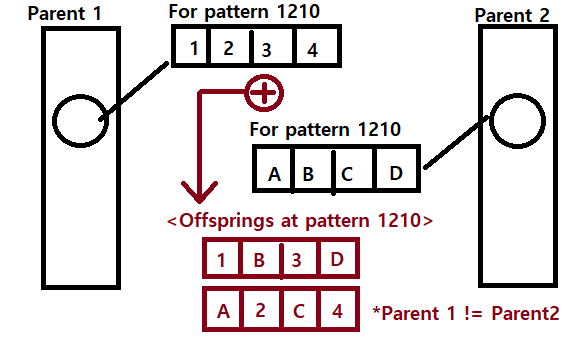 Parent 1
For pattern 1210
Parent 2
1 2 3 4
For pattern 1210
A B C D
<Offsprings at pattern 1210>
1 B 3 D
A 2 C 4
*Parent 1 != Parent2